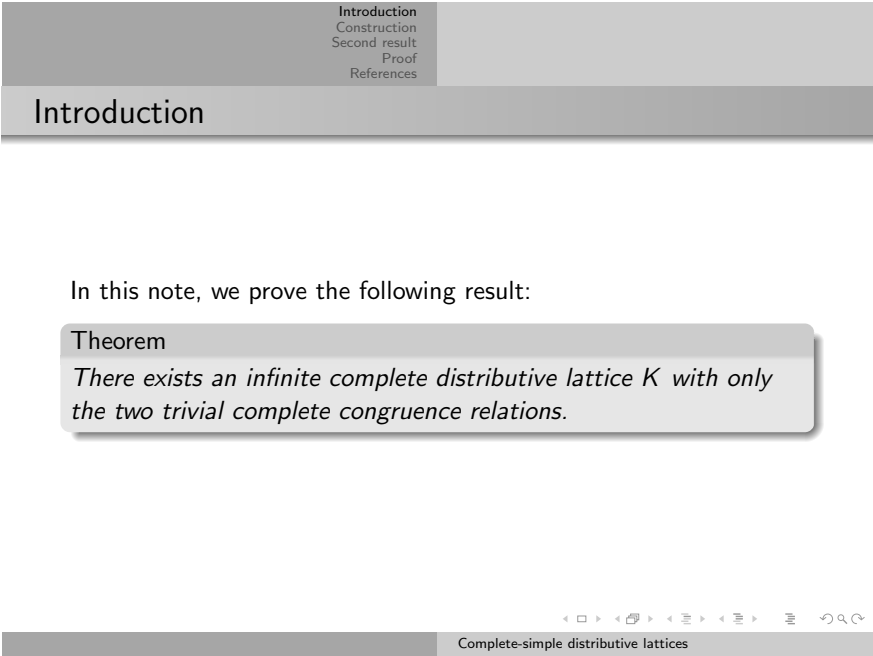 Introduction
Construction
Second result
Proof
References
Introduction
In this note, we prove the following result:
Theorem
There exists an infinite complete distributive lattice K with only
the two trivial complete congruence relations.
Complete-simple distributive lattices